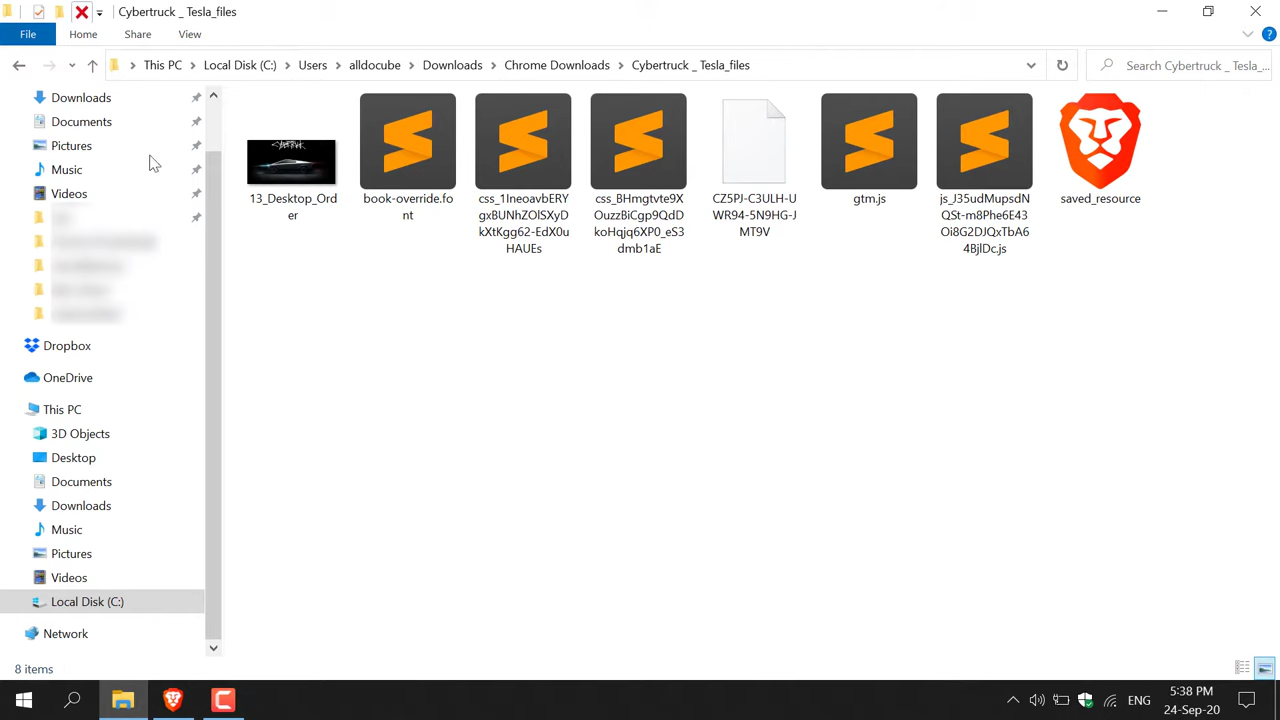 Cybertruck _ Tesla_files
File Home Share View
This PC Local Disk (C:) Users alldocube Downloads Chrome Downloads Cybertruck _ Tesla_files
Search Cybertruck _ Tesla_...
Downloads
Documents
Pictures
Music
Videos
Dropbox
OneDrive
This PC
3D Objects
Desktop
Documents
Downloads
Music
Pictures
Videos
Local Disk (C:)
Network
13_Desktop_Ord
er
book-override.fo
nt
css_1IneoavbERY
gxBUNhZOlSXyD
kXtKgg62-EdX0u
HAUEs
css_BHmgtvte9X
OuzzBiCgp9QdD
koHqjq6XP0_eS3
dmb1aE
CZ5PJ-C3ULH-U
WR94-5N9HG-J
MT9V
gtm.js
js_J35udMupsdN
QSt-m8Phe6E43
Oi8G2DJQxTbA6
4BjlDc.js
saved_resource
8 items
ENG
5:38 PM
24-Sep-20